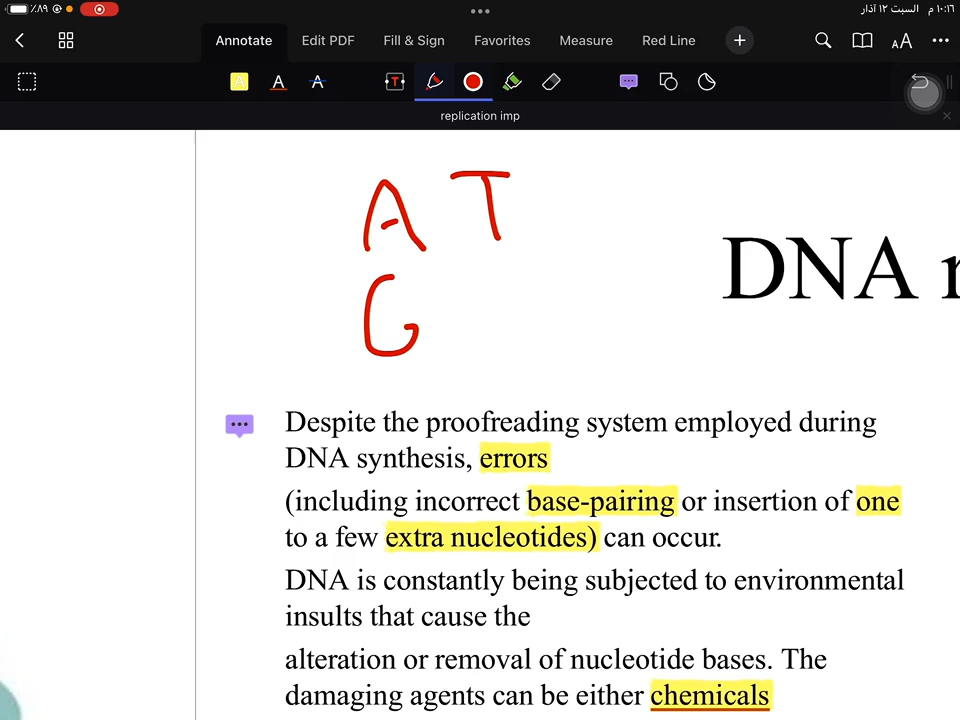 ٪٨٩ السبت ١٢ آذار ١٠:١٦ م
Annotate Edit PDF Fill & Sign Favorites Measure Red Line
replication imp
A T
G
DNA
Despite the proofreading system employed during
DNA synthesis, errors
(including incorrect base-pairing or insertion of one
to a few extra nucleotides) can occur.
DNA is constantly being subjected to environmental
insults that cause the
alteration or removal of nucleotide bases. The
damaging agents can be either chemicals